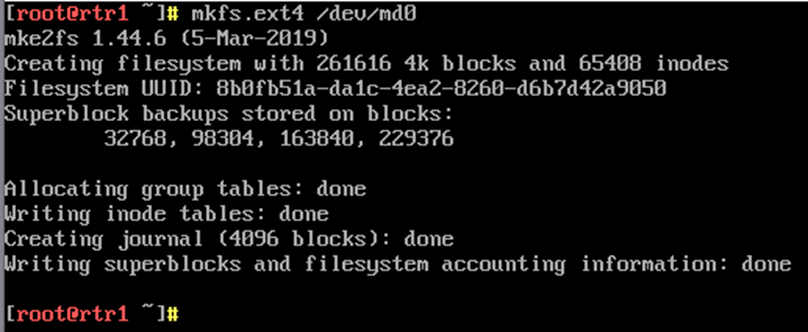 [root@rtr1 ~]# mkfs.ext4 /dev/md0
mke2fs 1.44.6 (5-Mar-2019)
Creating filesystem with 261616 4k blocks and 65408 inodes
Filesystem UUID: 8b0fb51a-da1c-4ea2-8260-d6b7d42a9050
Superblock backups stored on blocks:
        32768, 98304, 163840, 229376

Allocating group tables: done
Writing inode tables: done
Creating journal (4096 blocks): done
Writing superblocks and filesystem accounting information: done

[root@rtr1 ~]#